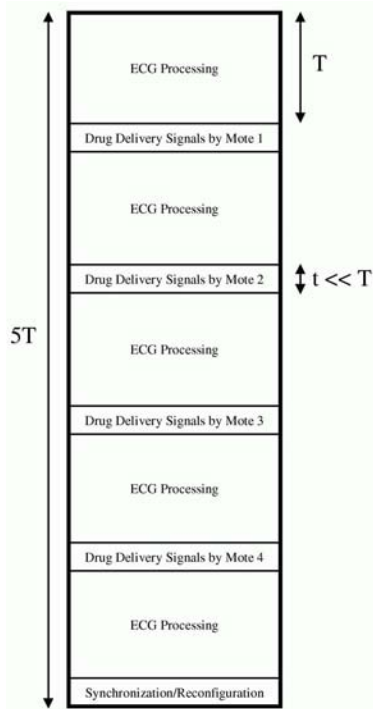 ECG Processing
T
Drug Delivery Signals by Mote 1
ECG Processing
Drug Delivery Signals by Mote 2
t << T
5T
ECG Processing
Drug Delivery Signals by Mote 3
ECG Processing
Drug Delivery Signals by Mote 4
ECG Processing
Synchronization/Reconfiguration